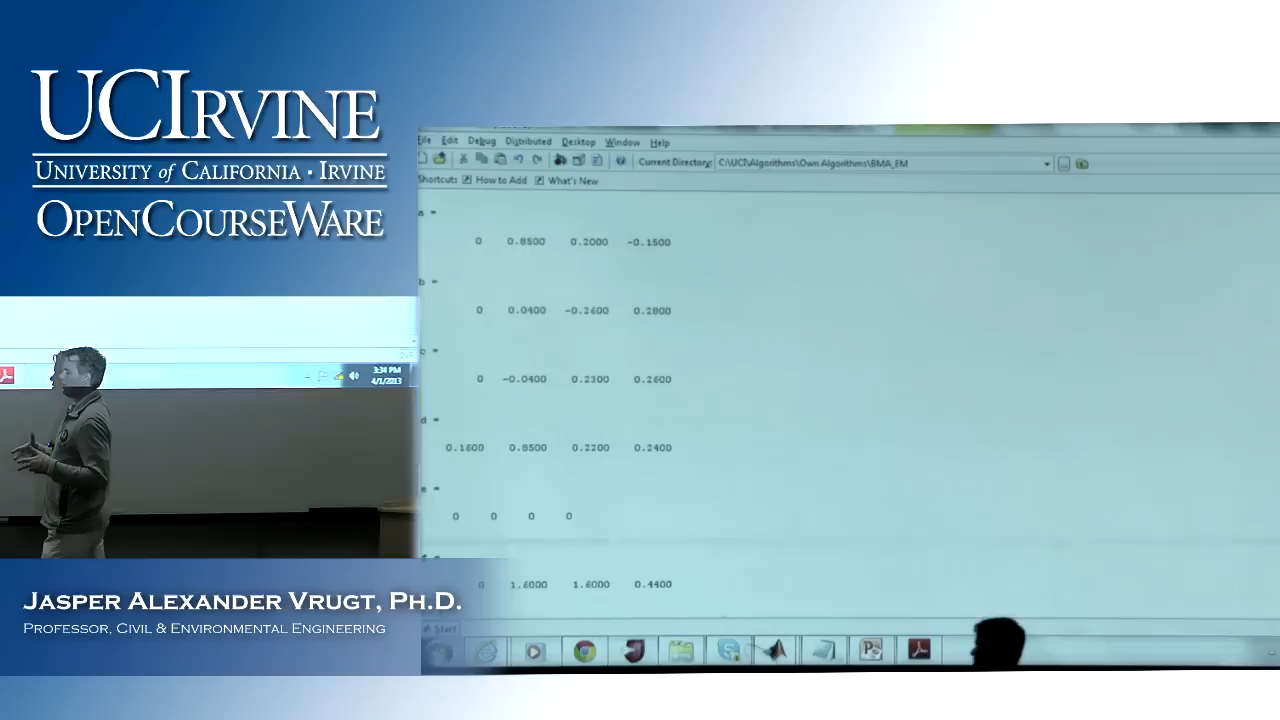 UCIRVINE
UNIVERSITY of CALIFORNIA · IRVINE
OPENCOURSEWARE
File Edit Debug Distributed Desktop Window Help
Current Directory: C:\UCI\Algorithms\Own Algorithms\BMA_EM
Shortcuts How to Add What's New
a =
0 0.8500 0.2000 -0.1500
b =
0 0.0400 -0.2600 0.2800
c =
0 -0.0400 0.2300 0.2600
d =
0.1600 0.8500 0.2200 0.2400
e =
0 0 0 0
f =
0 1.6000 1.6000 0.4400
Start
OVR
3:34 PM
4/1/2013
JASPER ALEXANDER VRUGT, PH.D.
PROFESSOR, CIVIL & ENVIRONMENTAL ENGINEERING